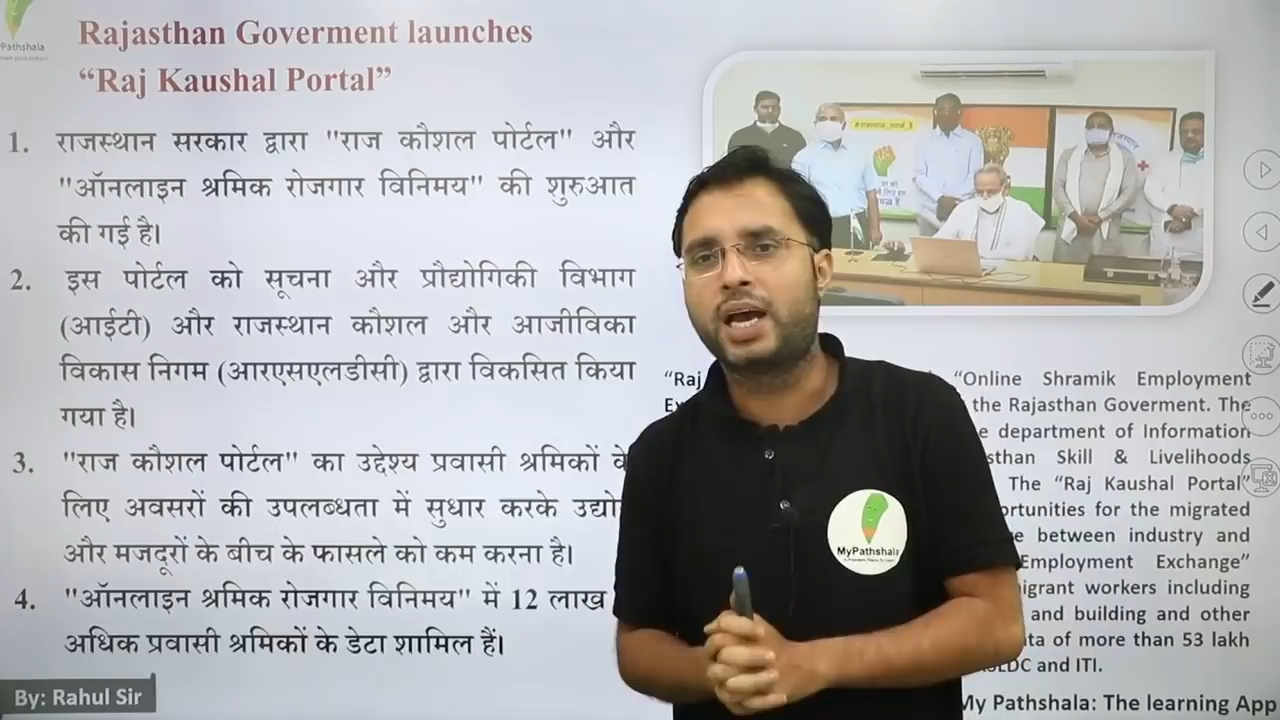 Pathshala
Rajasthan Goverment launches
“Raj Kaushal Portal”
1. राजस्थान सरकार द्वारा "राज कौशल पोर्टल" और
"ऑनलाइन श्रमिक रोजगार विनिमय" की शुरुआत
की गई है।
2. इस पोर्टल को सूचना और प्रौद्योगिकी विभाग
(आईटी) और राजस्थान कौशल और आजीविका
विकास निगम (आरएसएलडीसी) द्वारा विकसित किया
गया है।
3. "राज कौशल पोर्टल" का उद्देश्य प्रवासी श्रमिकों के
लिए अवसरों की उपलब्धता में सुधार करके
और मजदूरों के बीच के फासले को कम करना है।
4. "ऑनलाइन श्रमिक रोजगार विनिमय" में 12 लाख
अधिक प्रवासी श्रमिकों के डेटा शामिल हैं।
By: Rahul Sir
“Raj “Online Shramik Employment
the Rajasthan Goverment. The
department of Information
Skill & Livelihoods
The “Raj Kaushal Portal”
for the migrated
between industry and
Employment Exchange”
workers including
and building and other
of more than 53 lakh
and ITI.
MyPathshala
My Pathshala: The learning App